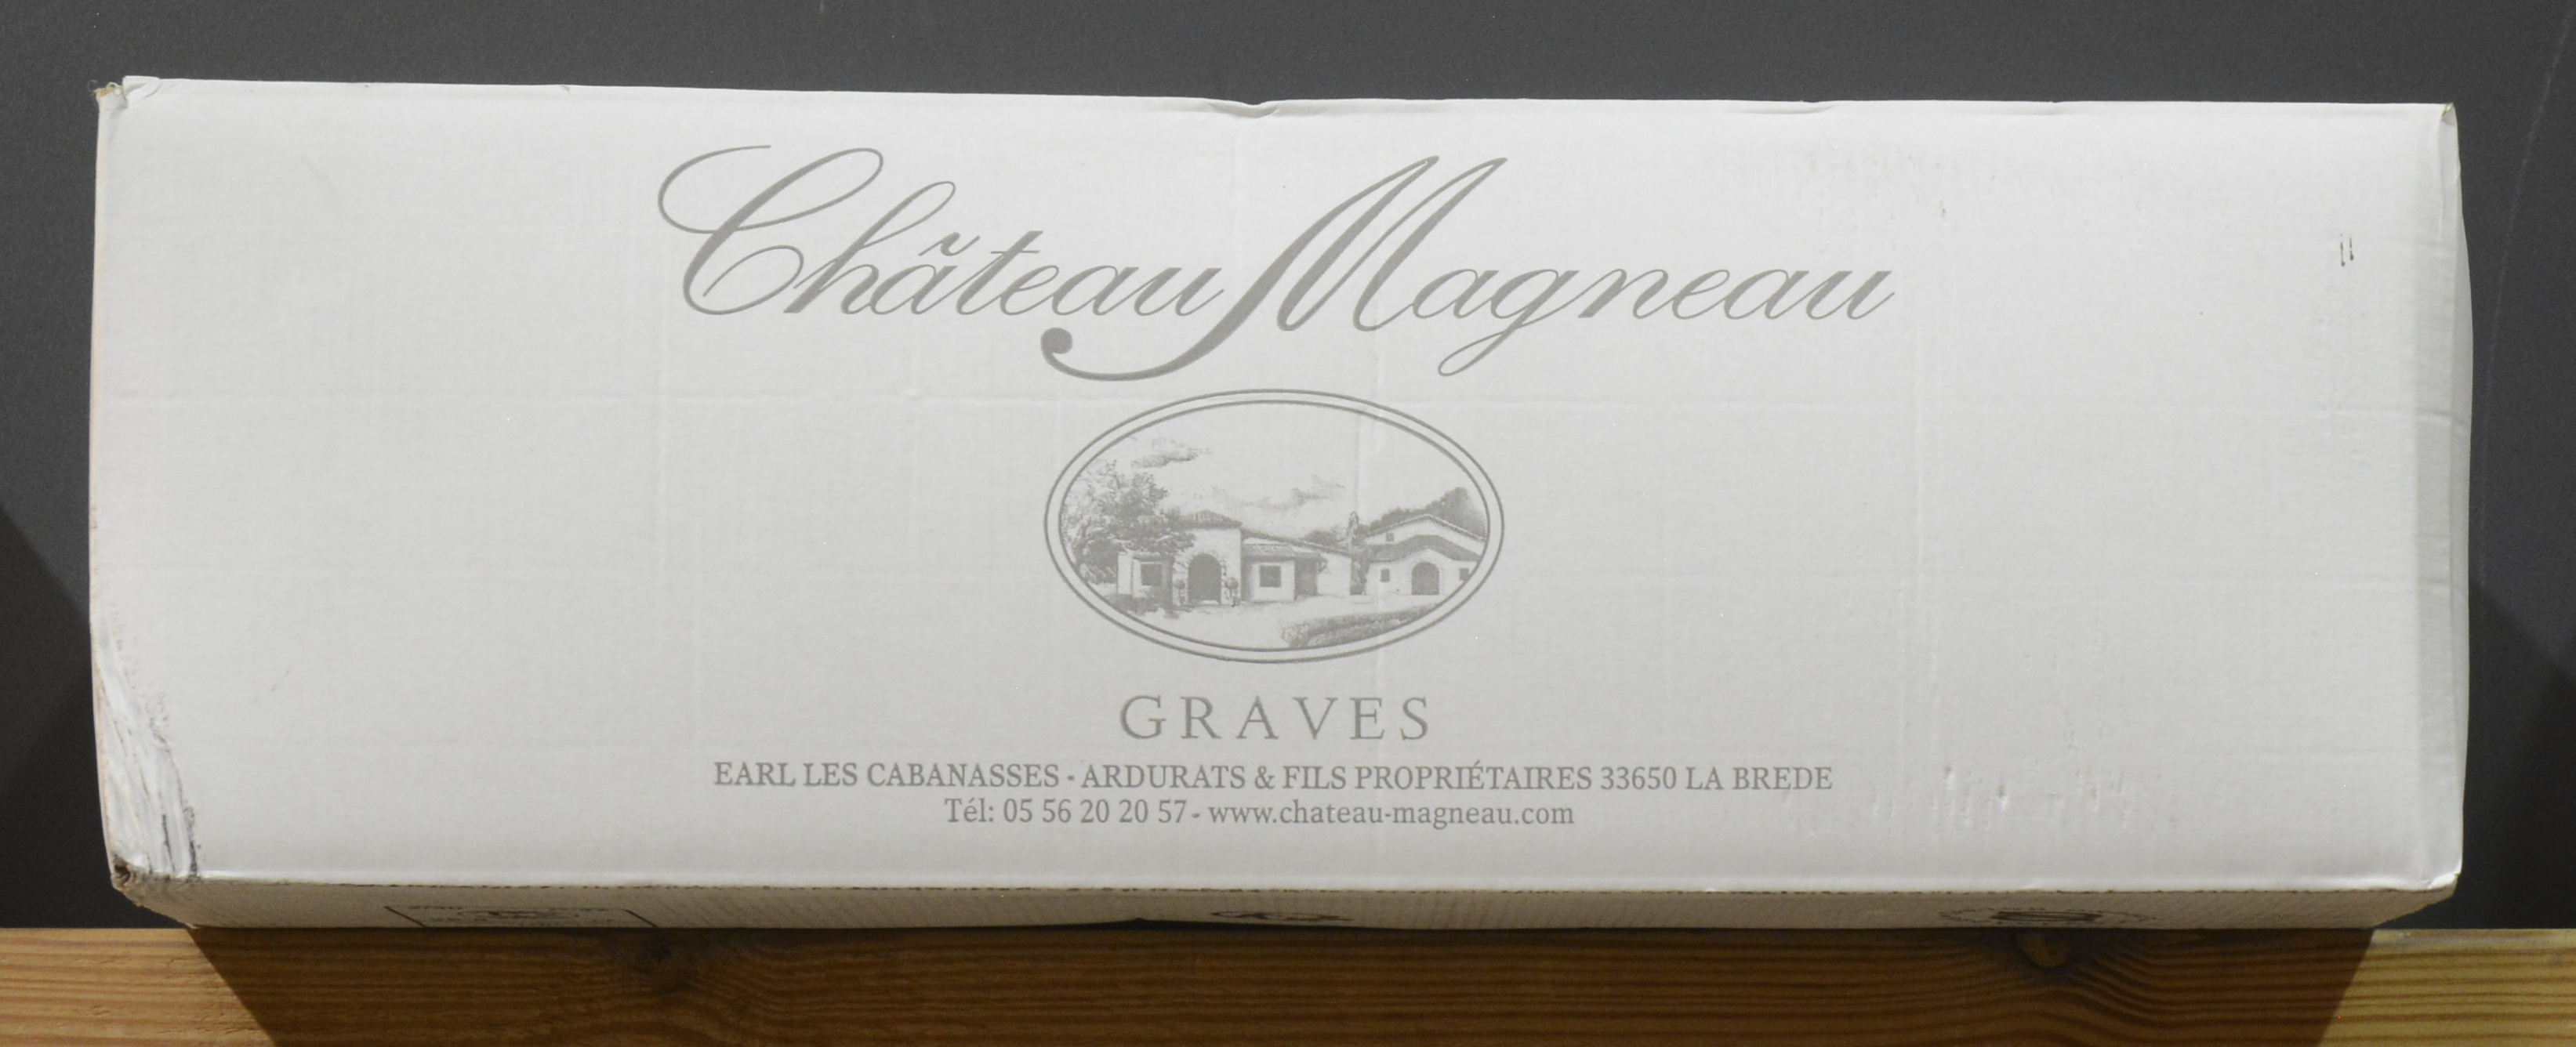 Château Magneau
GRAVES
EARL LES CABANASSES - ARDURATS & FILS PROPRIÉTAIRES 33650 LA BREDE
Tél: 05 56 20 20 57 - www.chateau-magneau.com